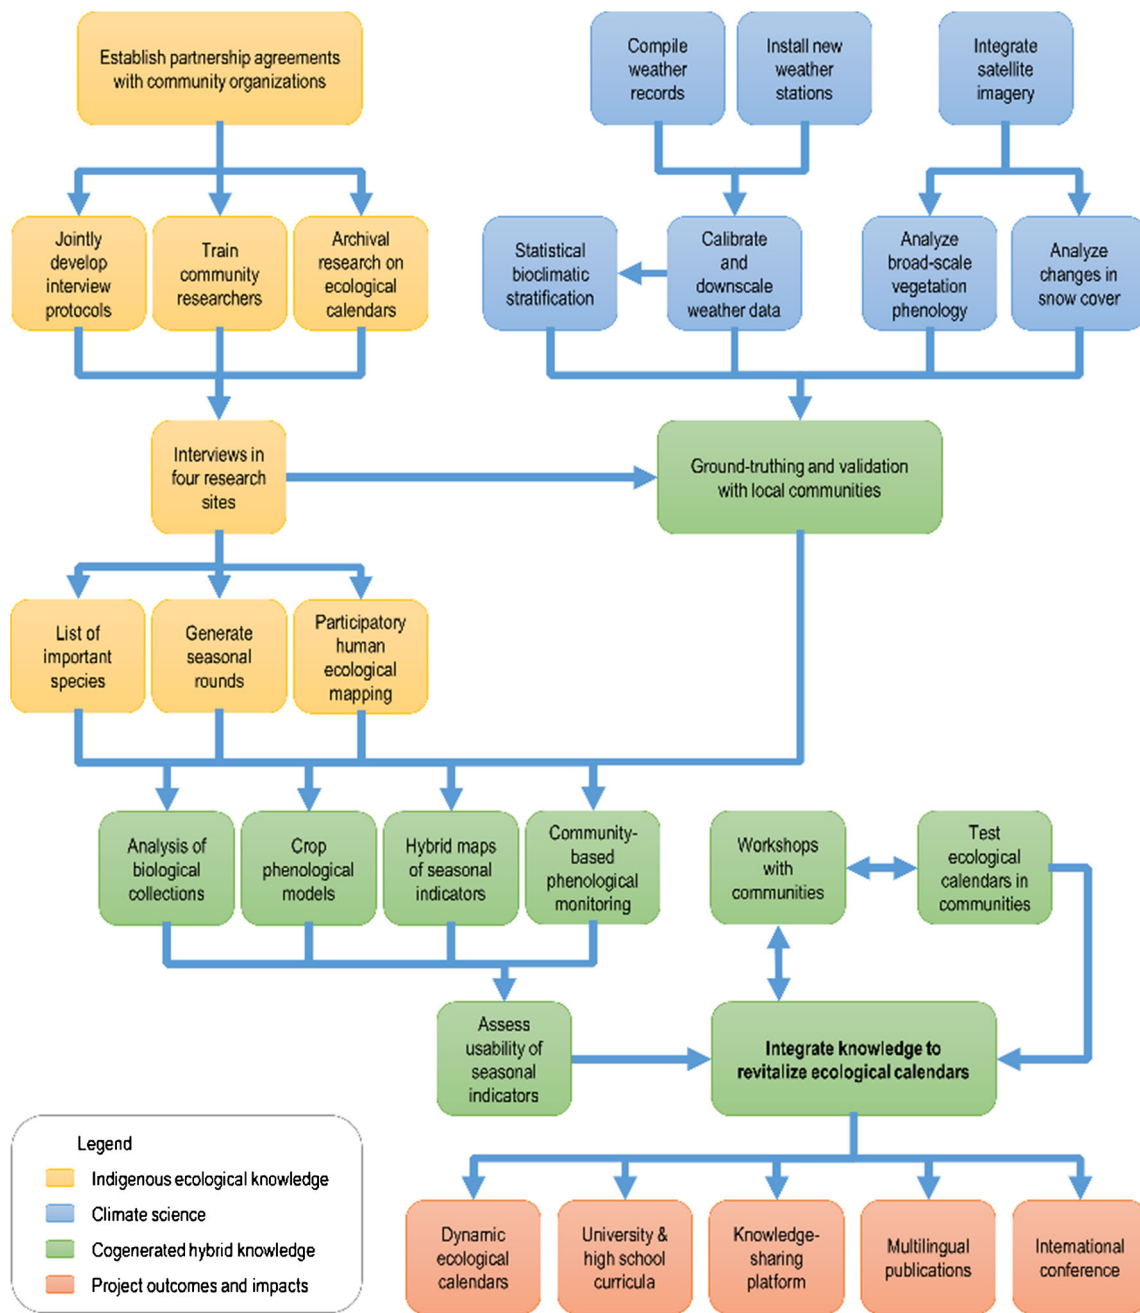 Establish partnership agreements
with community organizations
Compile
weather
records
Install new
weather
stations
Integrate
satellite
imagery
Jointly
develop
interview
protocols
Train
community
researchers
Archival
research on
ecological
calendars
Statistical
bioclimatic
stratification
Calibrate
and
downscale
weather data
Analyze
broad-scale
vegetation
phenology
Analyze
changes in
snow cover
Interviews in
four research
sites
Ground-truthing and validation
with local communities
List of
important
species
Generate
seasonal
rounds
Participatory
human
ecological
mapping
Analysis of
biological
collections
Crop
phenological
models
Hybrid maps
of seasonal
indicators
Community-
based
phenological
monitoring
Workshops
with
communities
Test
ecological
calendars in
communities
Assess
usability of
seasonal
indicators
Integrate knowledge to
revitalize ecological calendars
Legend
Indigenous ecological knowledge
Climate science
Cogenerated hybrid knowledge
Project outcomes and impacts
Dynamic
ecological
calendars
University &
high school
curricula
Knowledge-
sharing
platform
Multilingual
publications
International
conference